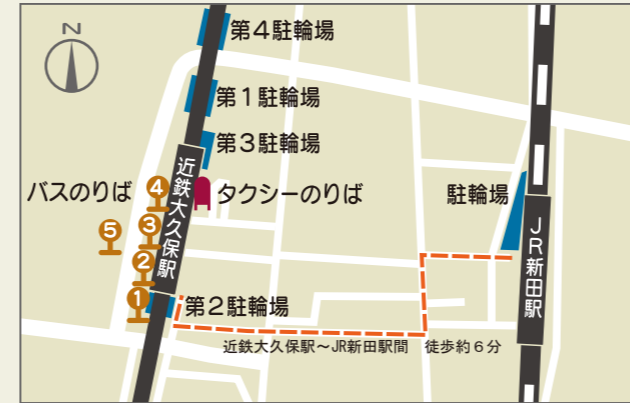 N
第4駐輪場
第1駐輪場
第3駐輪場
近鉄大久保駅
バスのりば
タクシーのりば
駐輪場
4
5
3
2
1
JR新田駅
第2駐輪場
近鉄大久保駅～JR新田駅間　徒歩約6分